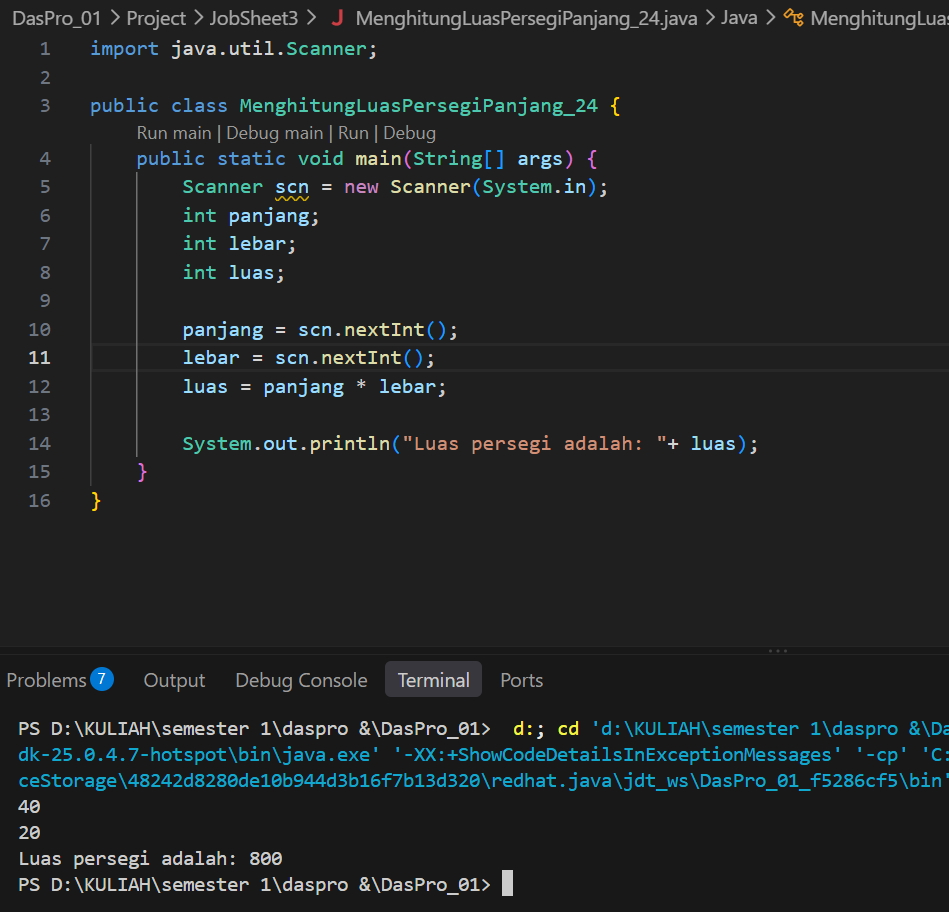 DasPro_01 > Project > JobSheet3 > J MenghitungLuasPersegiPanjang_24.java > Java > MenghitungLuas
1 import java.util.Scanner;
2
3 public class MenghitungLuasPersegiPanjang_24 {
Run main | Debug main | Run | Debug
4 public static void main(String[] args) {
5 Scanner scn = new Scanner(System.in);
6 int panjang;
7 int lebar;
8 int luas;
9
10 panjang = scn.nextInt();
11 lebar = scn.nextInt();
12 luas = panjang * lebar;
13
14 System.out.println("Luas persegi adalah: "+ luas);
15 }
16 }
Problems 7 Output Debug Console Terminal Ports
PS D:\KULIAH\semester 1\daspro &\DasPro_01> d:; cd 'd:\KULIAH\semester 1\daspro &\Da
dk-25.0.4.7-hotspot\bin\java.exe' '-XX:+ShowCodeDetailsInExceptionMessages' '-cp' 'C:
ceStorage\48242d8280de10b944d3b16f7b13d320\redhat.java\jdt_ws\DasPro_01_f5286cf5\bin'
40
20
Luas persegi adalah: 800
PS D:\KULIAH\semester 1\daspro &\DasPro_01>